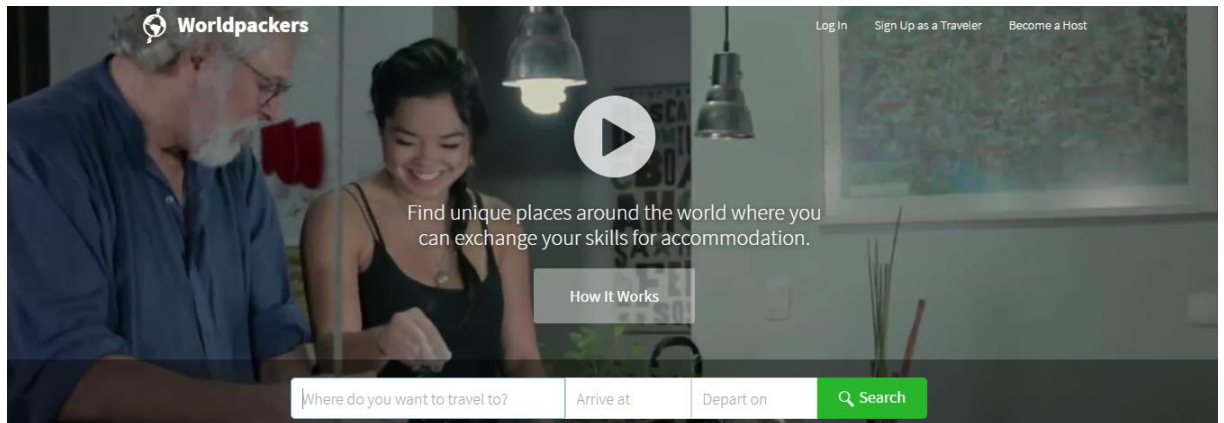 Worldpackers
Log In Sign Up as a Traveler Become a Host
Find unique places around the world where you
can exchange your skills for accommodation.
How It Works
Where do you want to travel to? Arrive at Depart on Search